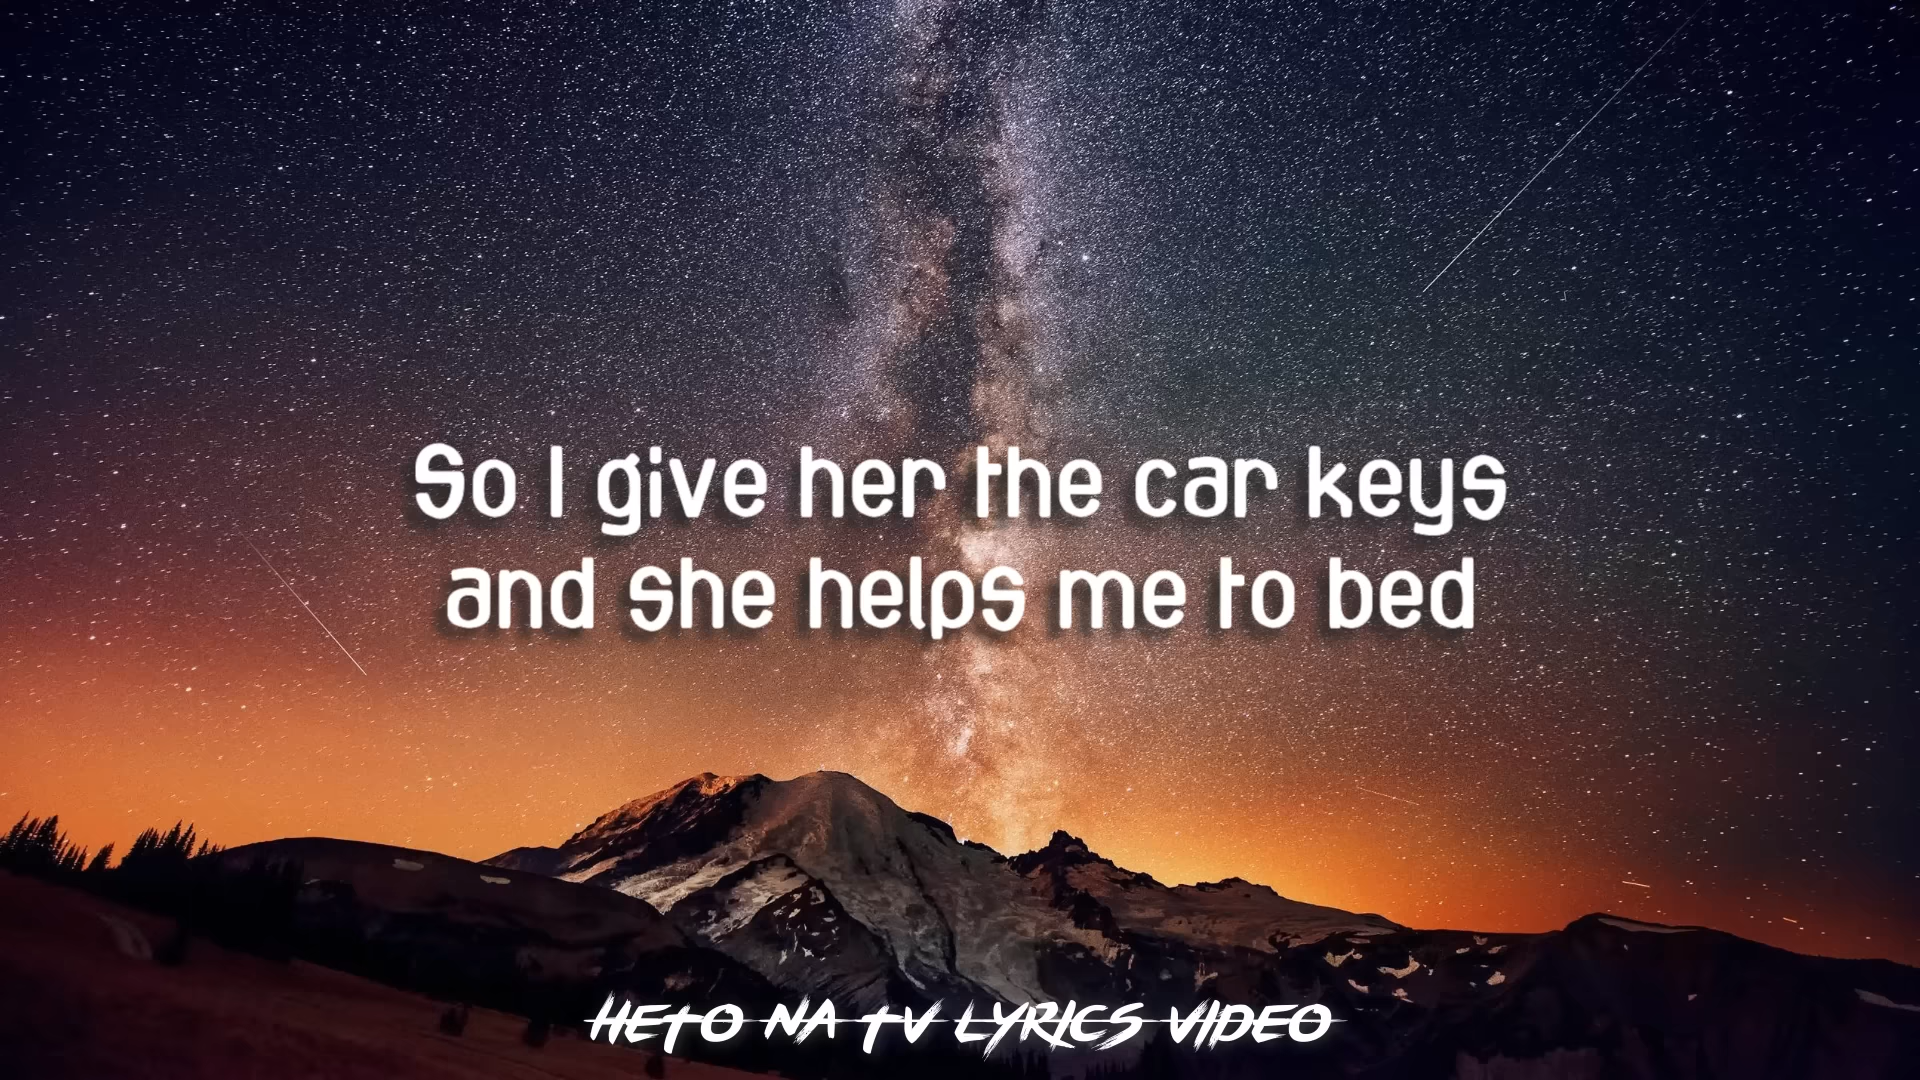 So I give her the car keys
and she helps me to bed
HETO NA TV LYRICS VIDEO